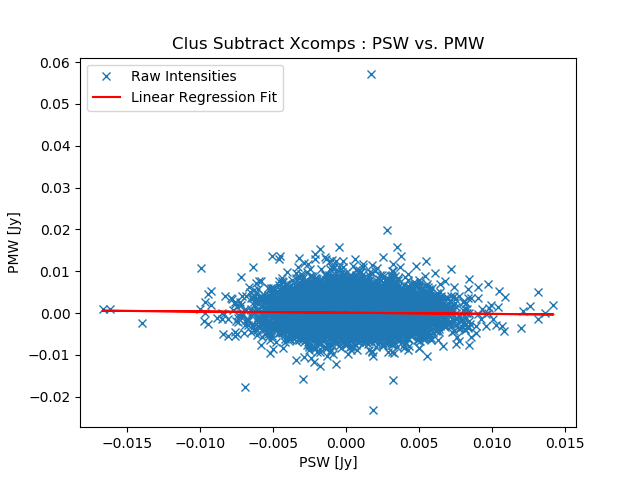 Clus Subtract Xcomps : PSW vs. PMW
Raw Intensities
Linear Regression Fit
PMW [Jy]
0.06
0.05
0.04
0.03
0.02
0.01
0.00
−0.01
−0.02
−0.015 −0.010 −0.005 0.000 0.005 0.010 0.015
PSW [Jy]